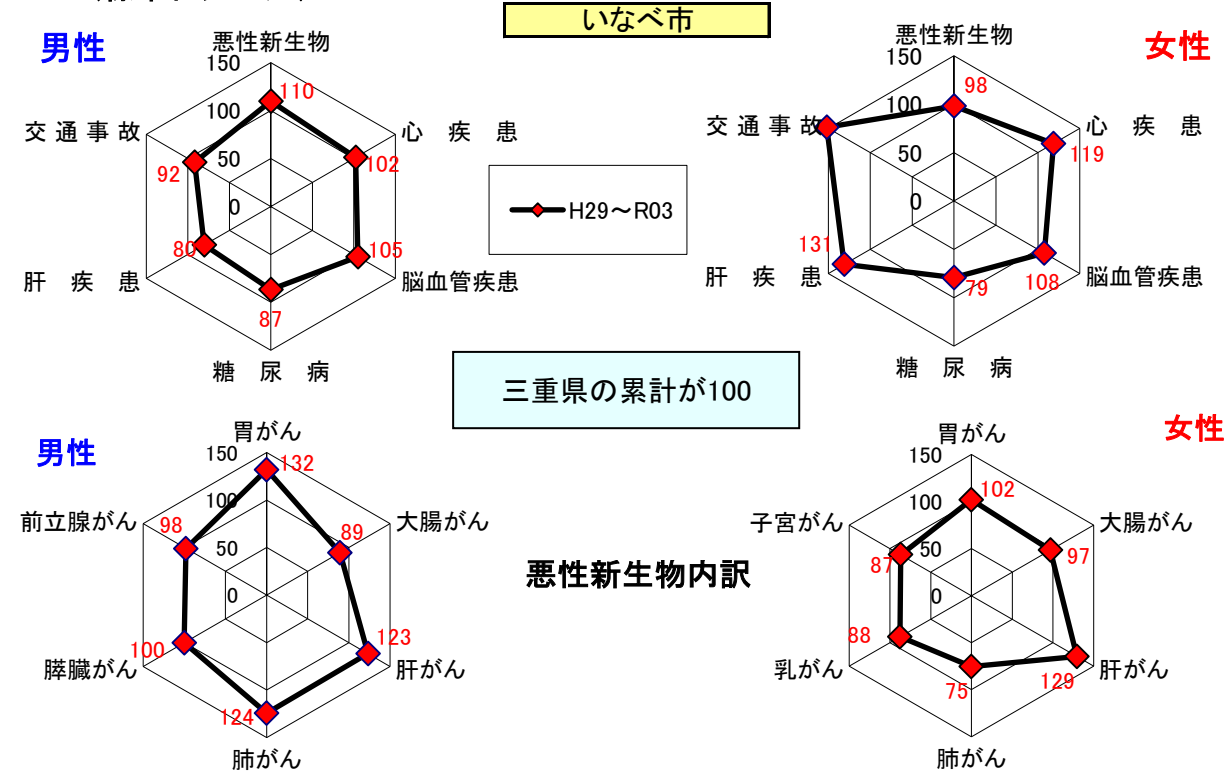 いなべ市
男性
悪性新生物
150
110
100
50
0
交通事故
92
心 疾 患
102
肝 疾 患
80
脳血管疾患
105
87
糖 尿 病
H29～R03
女性
悪性新生物
150
98
100
50
0
交通事故
心 疾 患
119
131
肝 疾 患
脳血管疾患
108
79
糖 尿 病
三重県の累計が100
男性
胃がん
150
132
100
50
0
前立腺がん
98
大腸がん
89
膵臓がん
100
肝がん
123
124
肺がん
悪性新生物内訳
女性
胃がん
150
102
100
50
0
子宮がん
87
大腸がん
97
乳がん
88
肝がん
129
75
肺がん